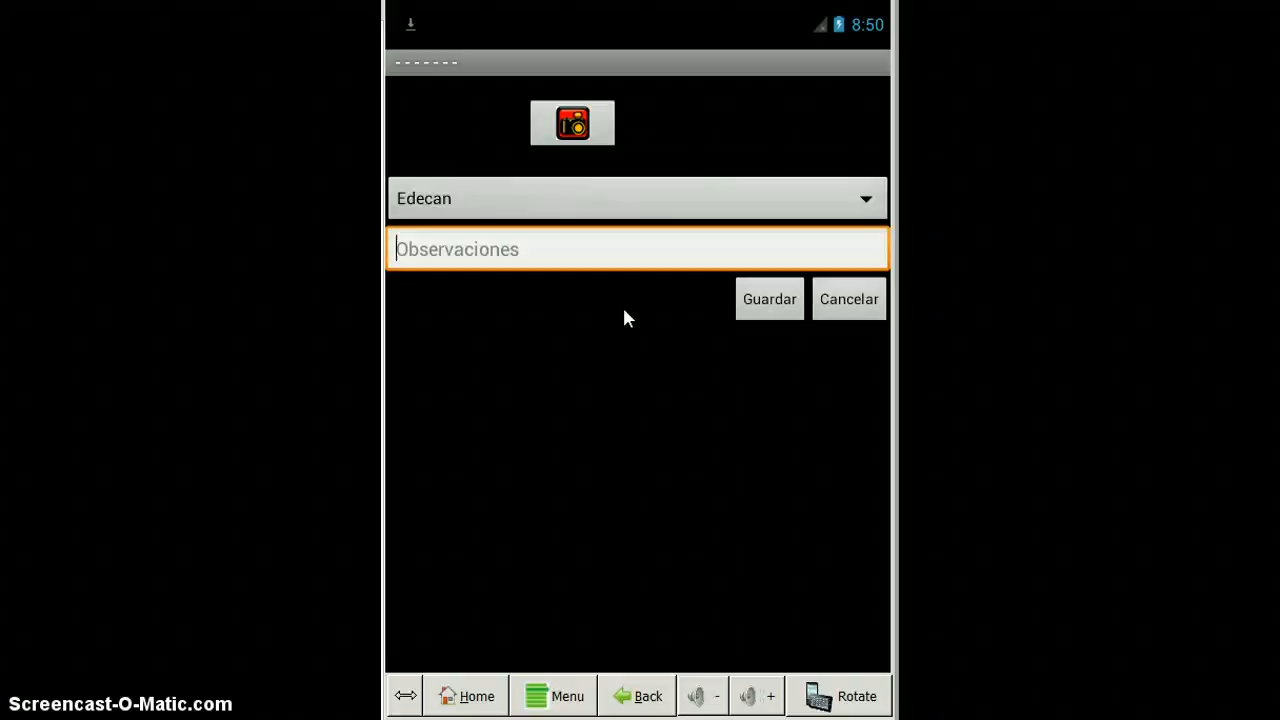 8:50
-------
Edecan
Observaciones
Guardar Cancelar
Home Menu Back - + Rotate
Screencast-O-Matic.com